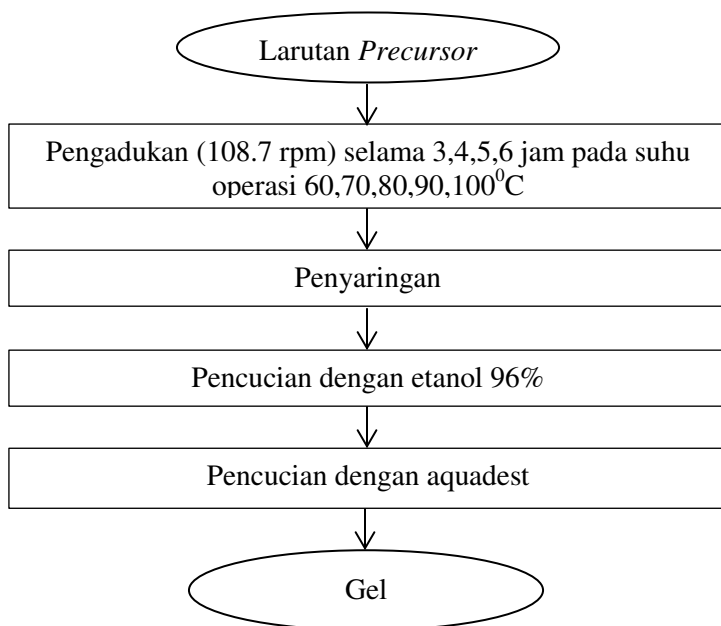 Larutan Precursor
Pengadukan (108.7 rpm) selama 3,4,5,6 jam pada suhu
operasi 60,70,80,90,100⁰C
Penyaringan
Pencucian dengan etanol 96%
Pencucian dengan aquadest
Gel